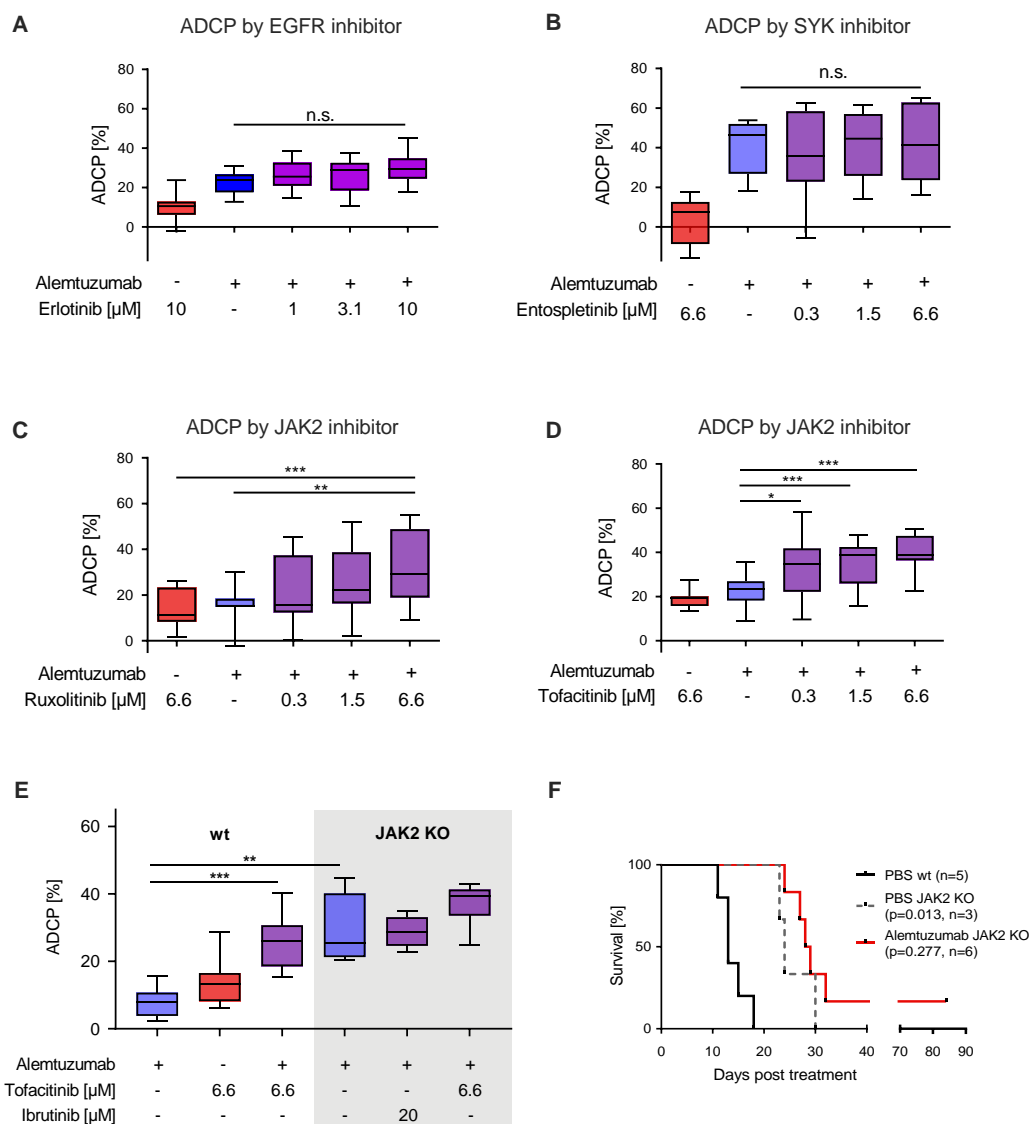 A
ADCP by EGFR inhibitor
ADCP [%]
80
60
40
20
0
n.s.
Alemtuzumab - + + + +
Erlotinib [µM] 10 - 1 3.1 10
B
ADCP by SYK inhibitor
ADCP [%]
80
60
40
20
0
n.s.
Alemtuzumab - + + + +
Entospletinib [µM] 6.6 - 0.3 1.5 6.6
C
ADCP by JAK2 inhibitor
ADCP [%]
80
60
40
20
0
***
**
Alemtuzumab - + + + +
Ruxolitinib [µM] 6.6 - 0.3 1.5 6.6
D
ADCP by JAK2 inhibitor
ADCP [%]
80
60
40
20
0
***
***
*
Alemtuzumab - + + + +
Tofacitinib [µM] 6.6 - 0.3 1.5 6.6
E
wt
JAK2 KO
ADCP [%]
60
40
20
0
**
***
Alemtuzumab + - + + + +
Tofacitinib [µM] - 6.6 6.6 - - 6.6
Ibrutinib [µM] - - - - 20 -
F
Survival [%]
100
50
0
0 10 20 30 40 70 80 90
Days post treatment
PBS wt (n=5)
PBS JAK2 KO
(p=0.013, n=3)
Alemtuzumab JAK2 KO
(p=0.277, n=6)